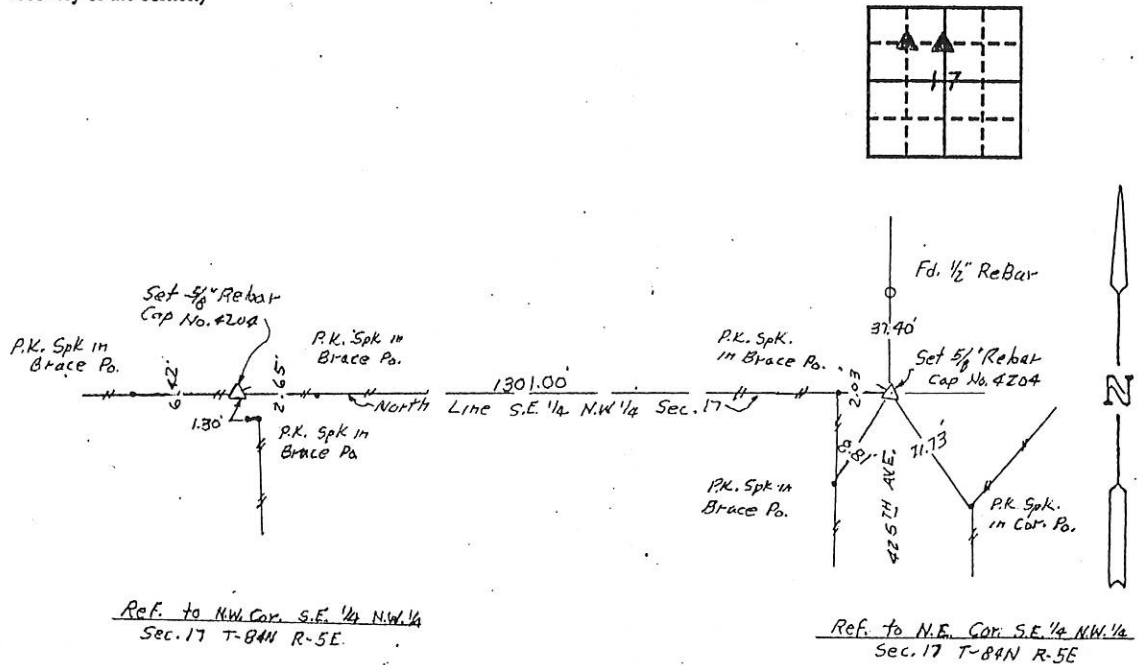 17
Set 5/8" Rebar
Cap No. 4204
P.K. Spk in
Brace Po.
6.42'
2.65'
P.K. Spk in
Brace Po.
1.30'
P.K. Spk in
Brace Po
North Line S.E. 1/4 N.W. 1/4 Sec. 17
1301.00'
P.K. Spk.
in Brace Po.
2.03
Fd. 1/2" ReBar
37.40'
Set 5/8" Rebar
Cap No. 4204
8.81'
71.73'
P.K. Spk in
Brace Po.
425TH AVE.
P.K Spk.
in Cor. Po.
N
Ref. to N.W. Cor. S.E. 1/4 N.W. 1/4
Sec. 17 T-84N R-5E
Ref. to N.E. Cor. S.E. 1/4 N.W. 1/4
Sec. 17 T-84N R-5E